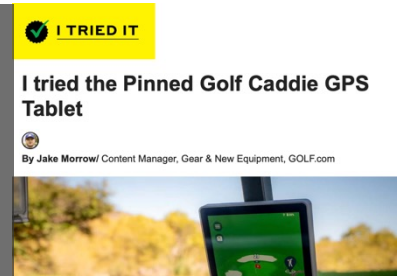 I TRIED IT
I tried the Pinned Golf Caddie GPS
Tablet
By Jake Morrow/ Content Manager, Gear & New Equipment, GOLF.com